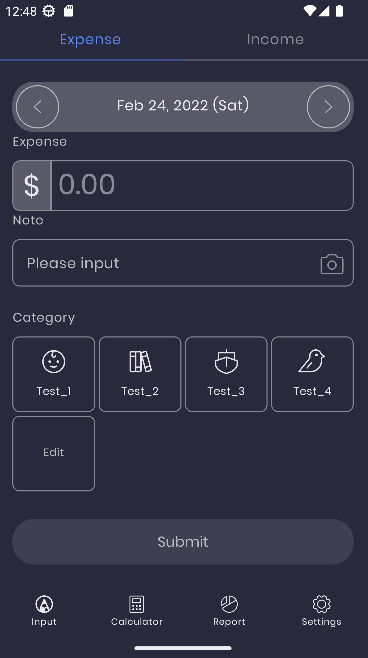 12:48
Expense Income
Feb 24, 2022 (Sat)
Expense
$ 0.00
Note
Please input
Category
Test_1 Test_2 Test_3 Test_4
Edit
Submit
Input Calculator Report Settings